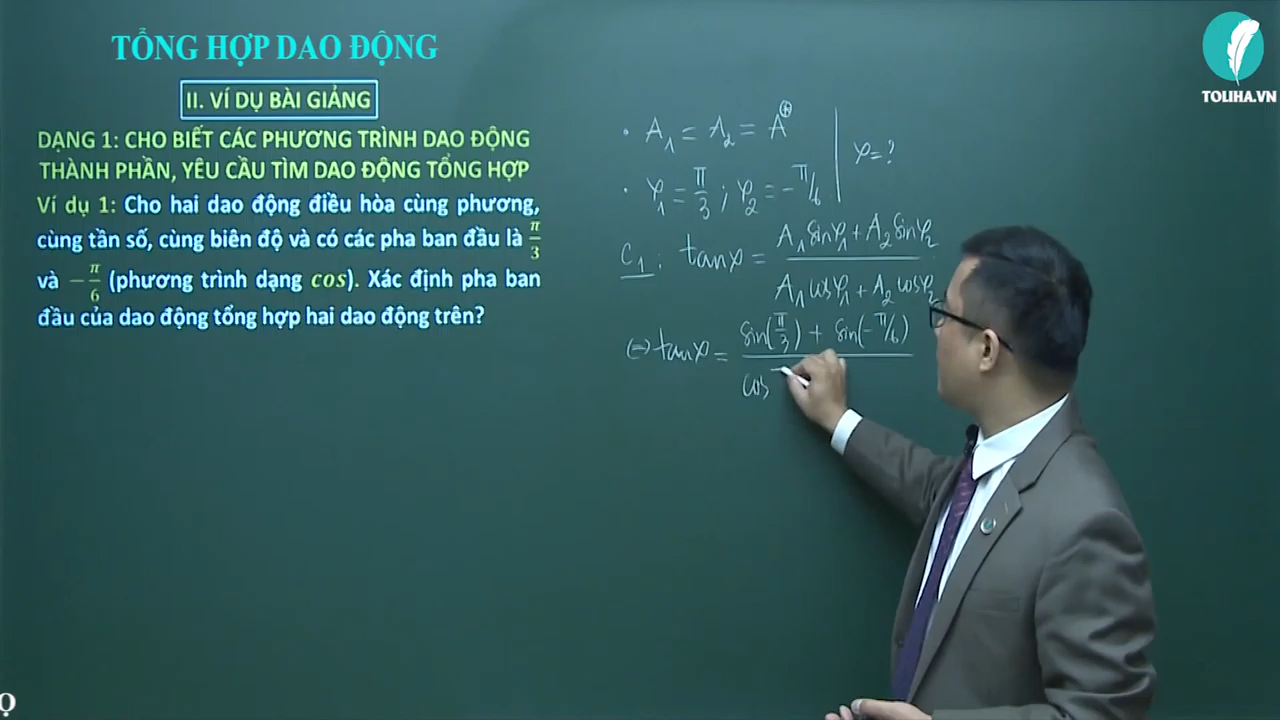 TỔNG HỢP DAO ĐỘNG
TOLIHA.VN
II. VÍ DỤ BÀI GIẢNG
DẠNG 1: CHO BIẾT CÁC PHƯƠNG TRÌNH DAO ĐỘNG
THÀNH PHẦN, YÊU CẦU TÌM DAO ĐỘNG TỔNG HỢP
Ví dụ 1: Cho hai dao động điều hòa cùng phương,
cùng tần số, cùng biên độ và có các pha ban đầu là π/3
và −π/6 (phương trình dạng cos). Xác định pha ban
đầu của dao động tổng hợp hai dao động trên?
• A₁ = A₂ = A⊕
• φ₁ = π/3 ; φ₂ = -π/6
φ = ?
C₁ : tanφ = (A₁ sinφ₁ + A₂ sinφ₂) / (A₁ cosφ₁ + A₂ cosφ₂)
⇔ tanφ = (sin(π/3) + sin(-π/6)) / cos
Ọ